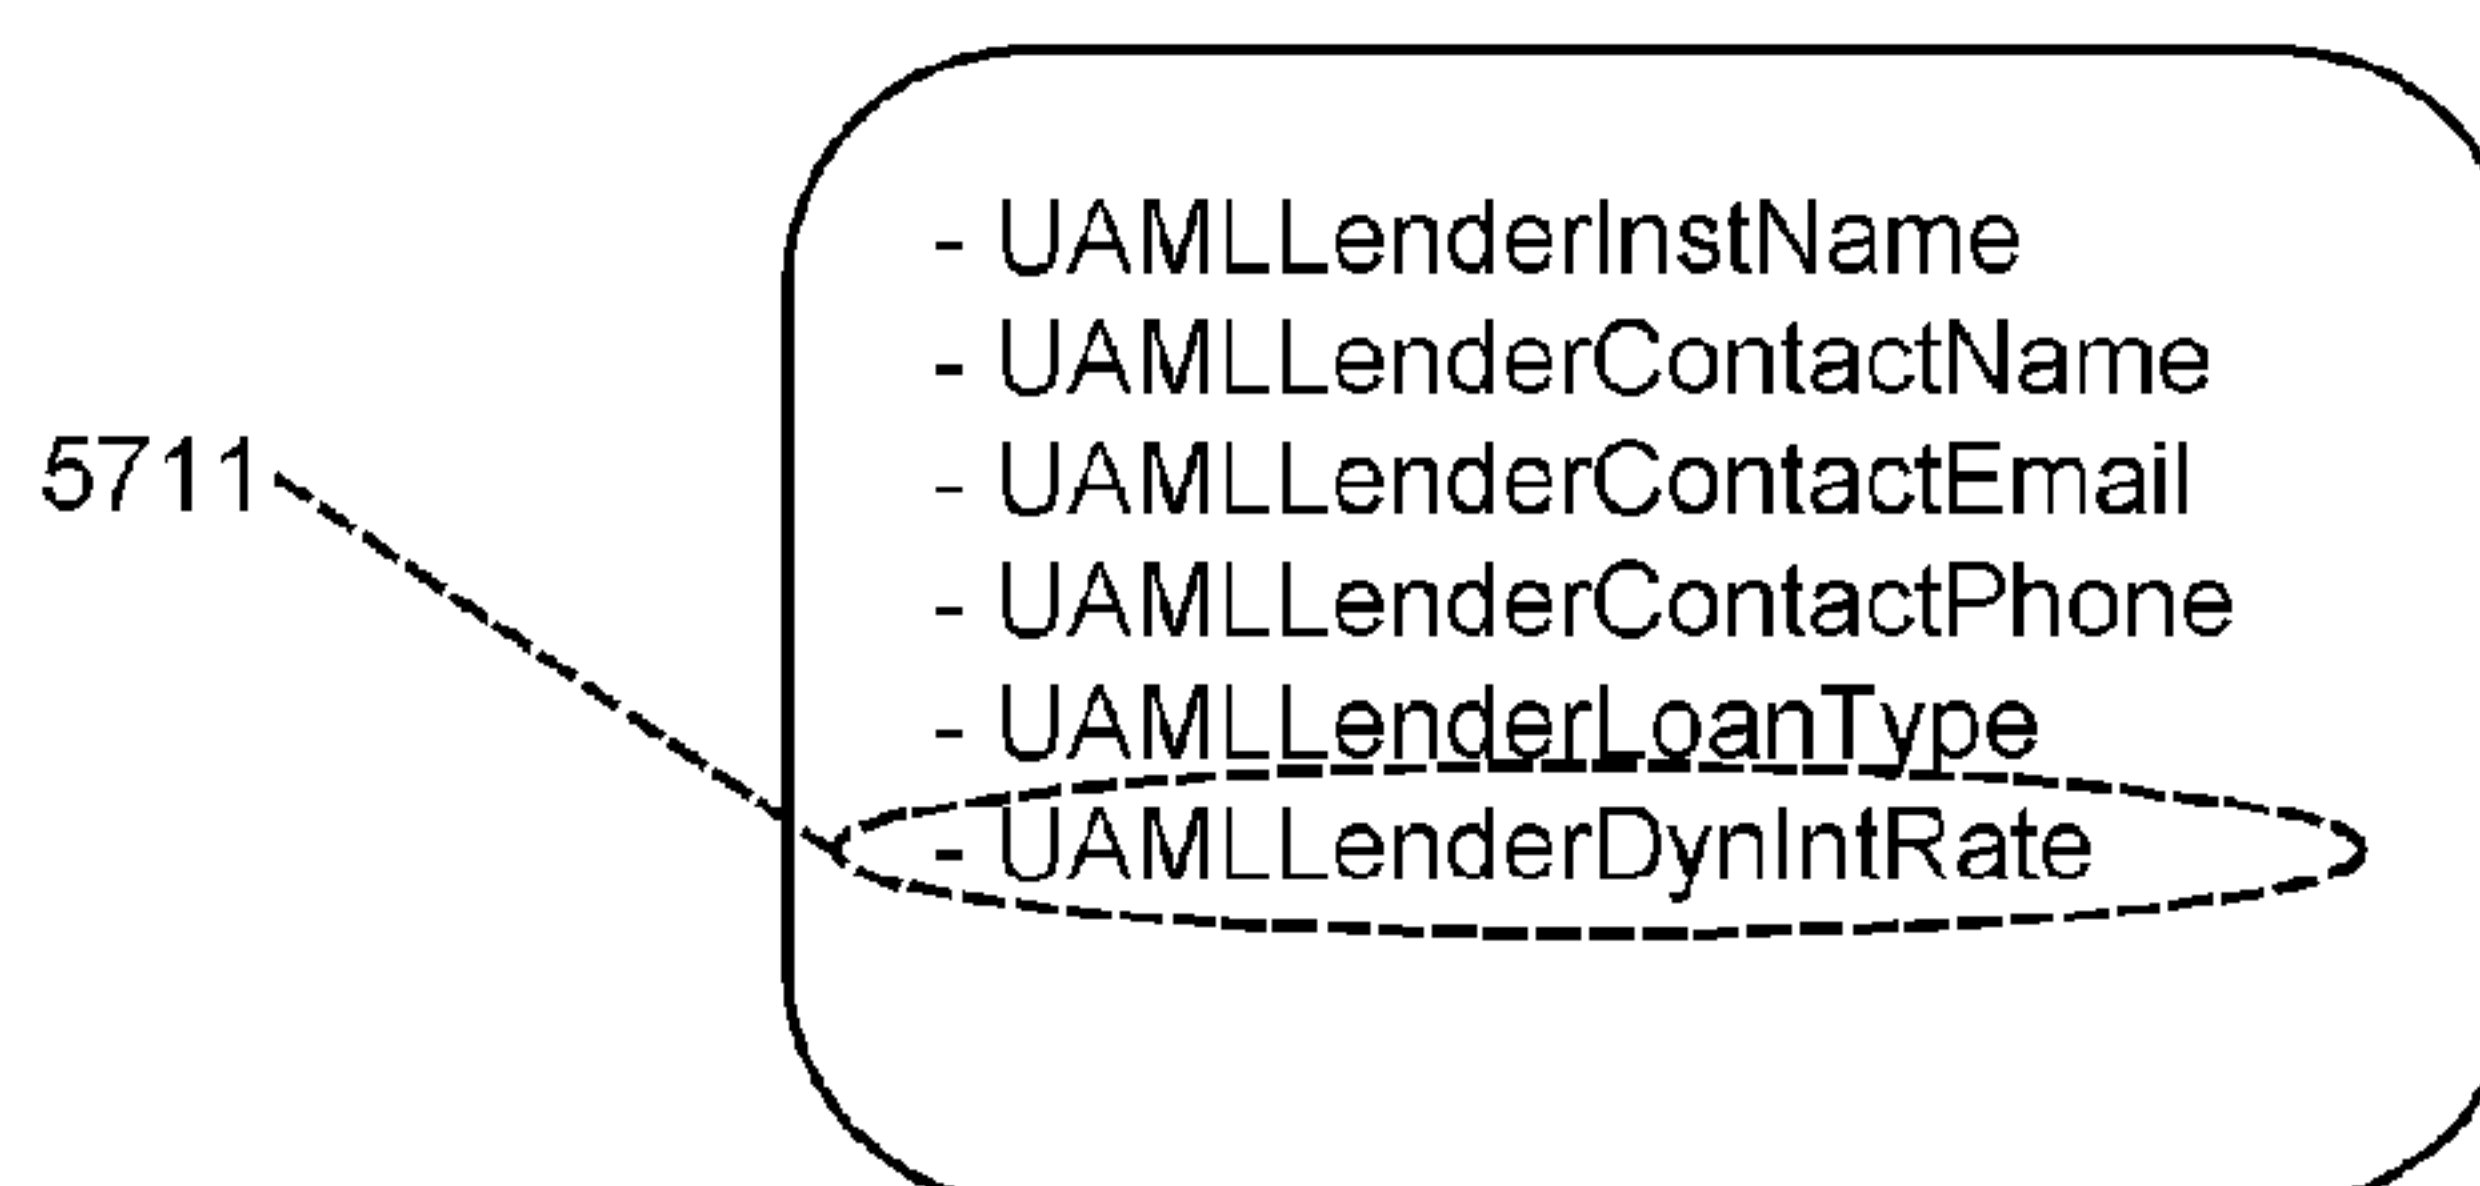 - UAMLLenderInstName
- UAMLLenderContactName
- UAMLLenderContactEmail
5711
- UAMLLenderContactPhone
- UAMLLenderLoanType
- UAMLLenderDynIntRate